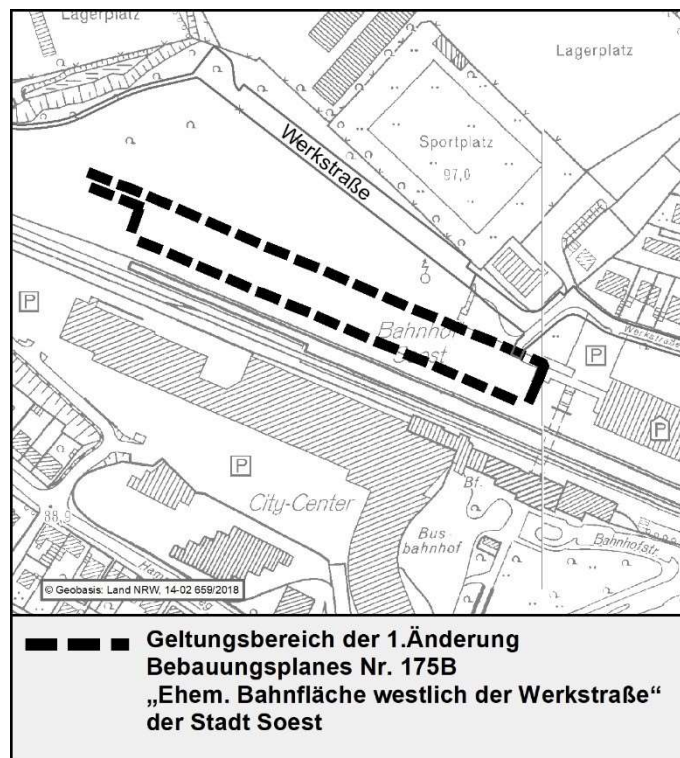 Lagerplatz
Lagerplatz
Werkstraße
Sportplatz
97,0
P
Bahnhof
Soest
Werkstraße
P
P
P
City-Center
Bf.
Bus-
bahnhof
Bahnhofstr.
88,9
© Geobasis: Land NRW, 14-02 659/2018
Geltungsbereich der 1.Änderung
Bebauungsplanes Nr. 175B
„Ehem. Bahnfläche westlich der Werkstraße“
der Stadt Soest